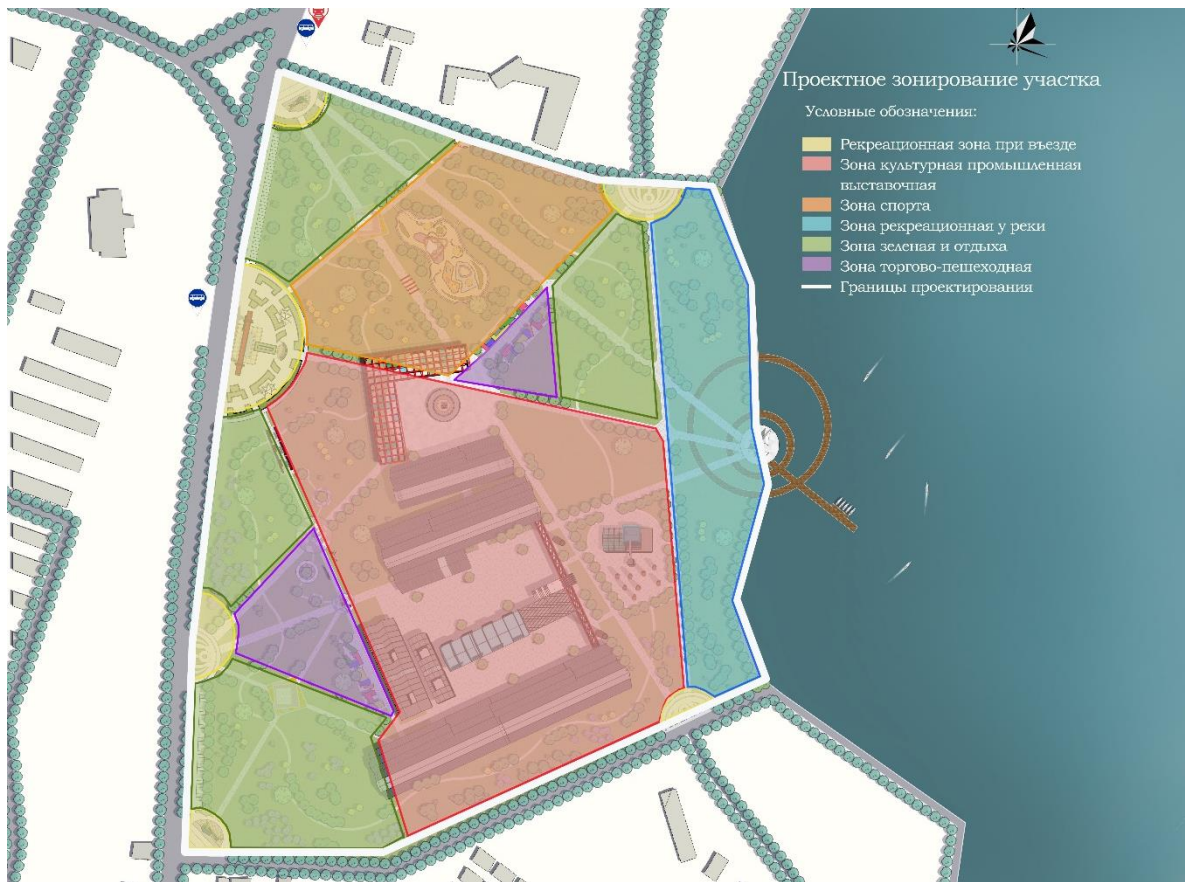 Проектное зонирование участка
Условные обозначения:
Рекреационная зона при въезде
Зона культурная промышленная
выставочная
Зона спорта
Зона рекреационная у реки
Зона зеленая и отдыха
Зона торгово-пешеходная
Границы проектирования